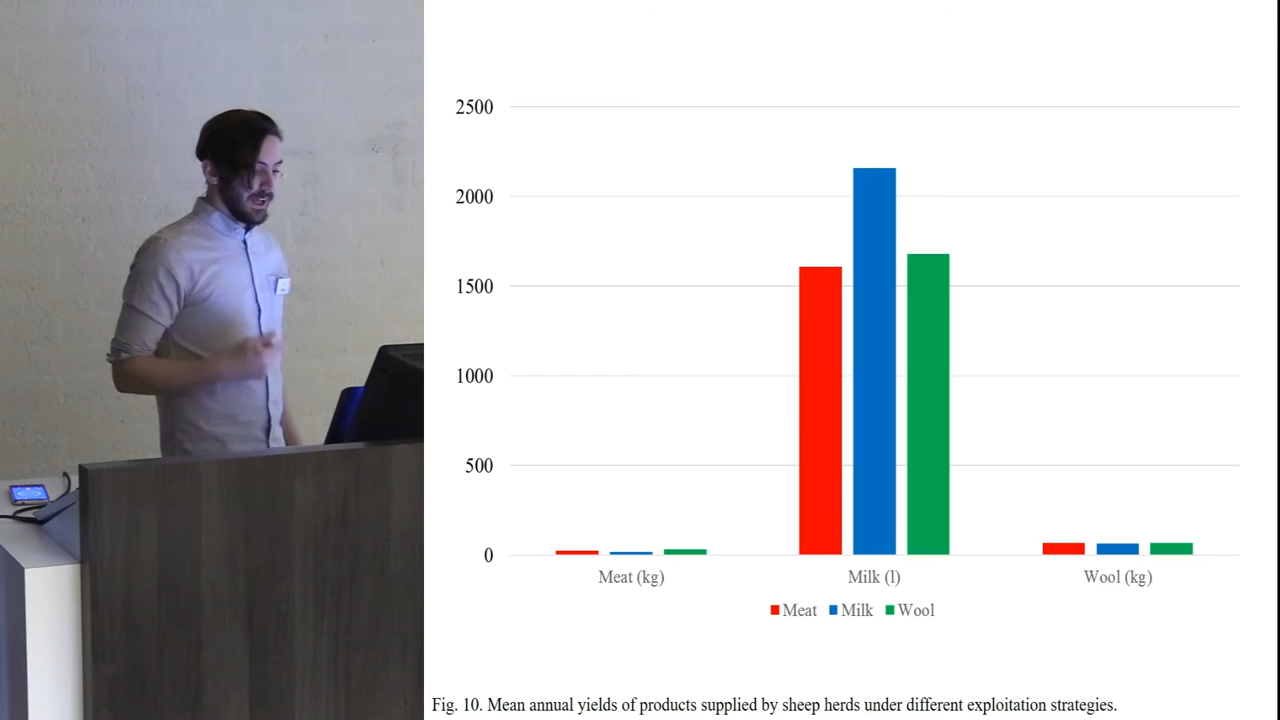 2500
2000
1500
1000
500
0
Meat (kg)
Milk (l)
Wool (kg)
Meat
Milk
Wool
Fig. 10. Mean annual yields of products supplied by sheep herds under different exploitation strategies.